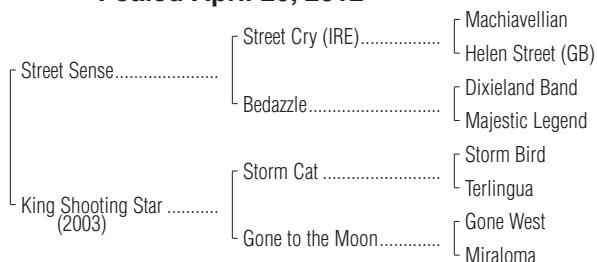 Foaled April 2012
Machiavellian
Street Cry (IRE)................
Helen Street (GB)
Street Sense.....................
Dixieland Band
Bedazzle..........................
Majestic Legend
Storm Bird
Storm Cat .......................
Terlingua
King Shooting Star ..........
(2003)
Gone West
Gone to the Moon............
Miraloma